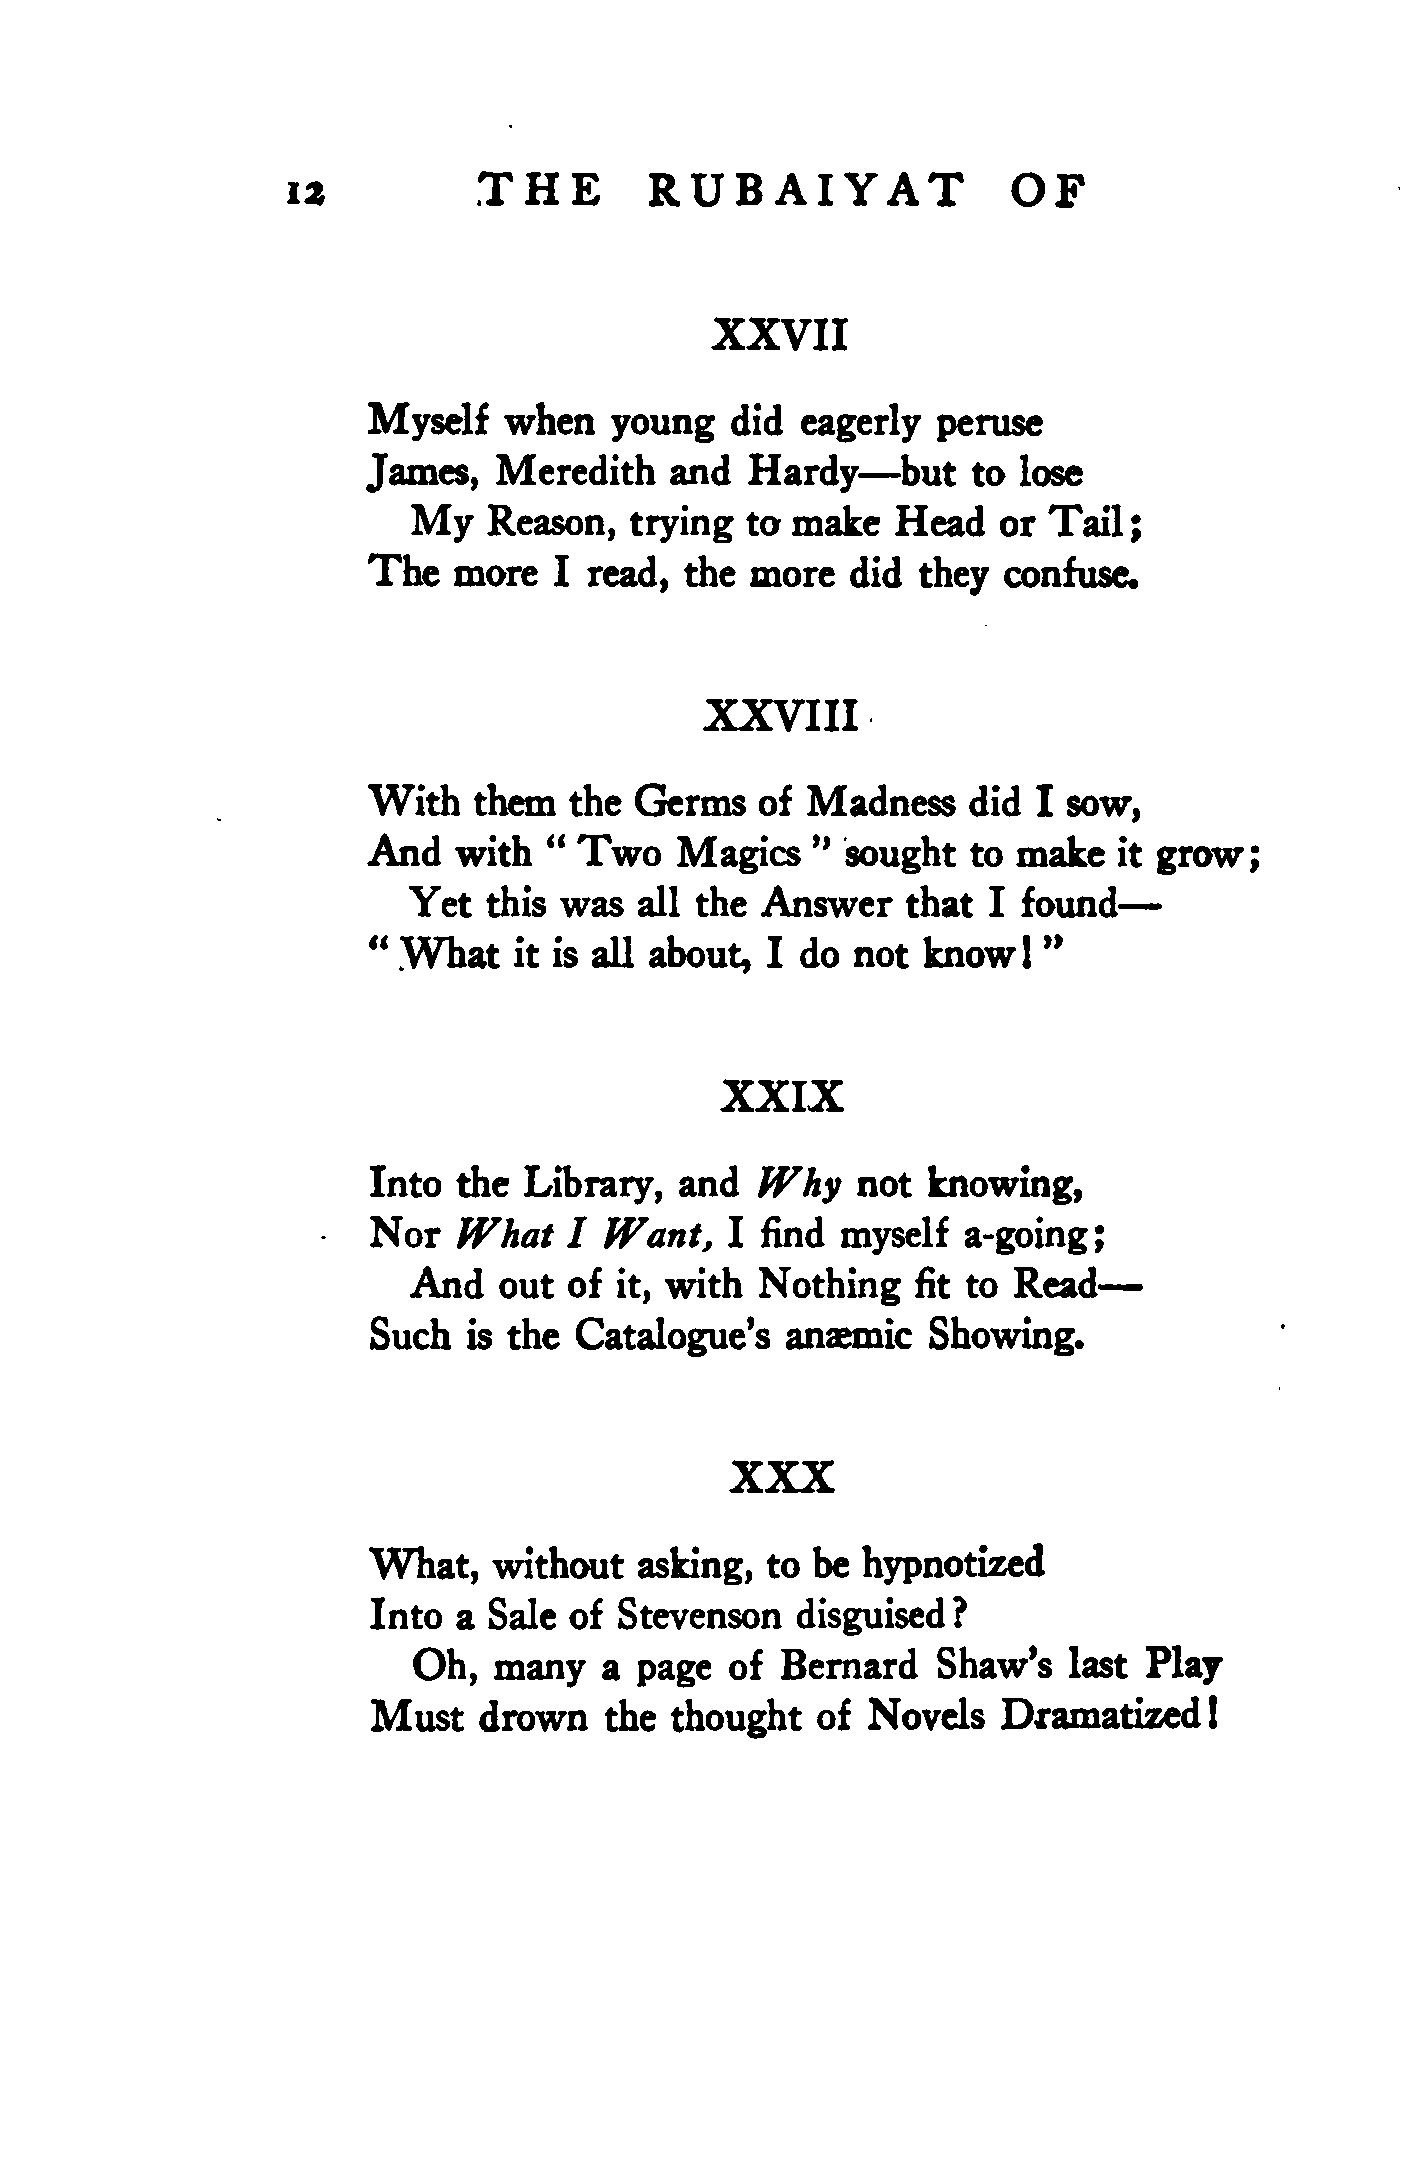 12 THE RUBAIYAT OF
XXVII
Myself when young did eagerly peruse
James, Meredith and Hardy—but to lose
My Reason, trying to make Head or Tail;
The more I read, the more did they confuse.
XXVIII
With them the Germs of Madness did I sow,
And with “ Two Magics ” sought to make it grow;
Yet this was all the Answer that I found—
“ What it is all about, I do not know! ”
XXIX
Into the Library, and Why not knowing,
Nor What I Want, I find myself a-going;
And out of it, with Nothing fit to Read—
Such is the Catalogue's anæmic Showing.
XXX
What, without asking, to be hypnotized
Into a Sale of Stevenson disguised?
Oh, many a page of Bernard Shaw's last Play
Must drown the thought of Novels Dramatized!